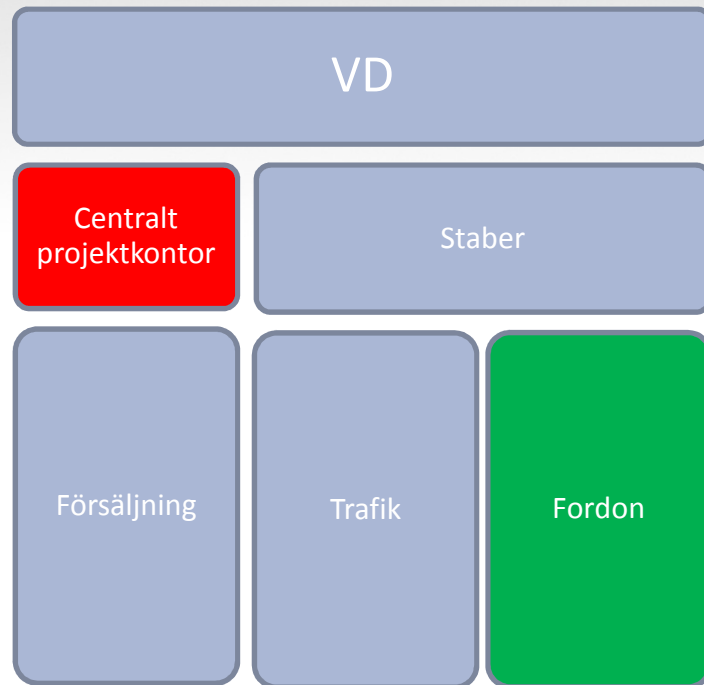 VD
Centralt
projektkontor
Staber
Försäljning
Trafik
Fordon